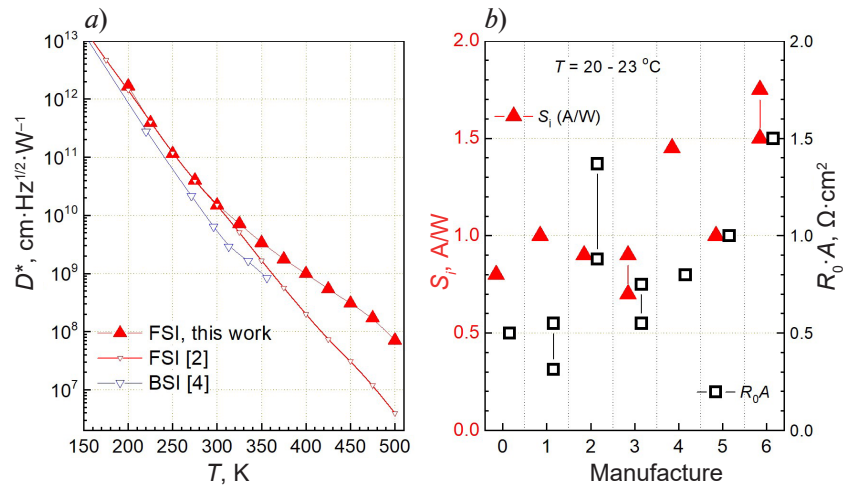 a)
10^13
10^12
10^11
10^10
10^9
10^8
10^7
D*, cm·Hz^1/2·W^−1
FSI, this work
FSI [2]
BSI [4]
150 200 250 300 350 400 450 500
T, K
b)
2.0
1.5
1.0
0.5
0.0
S_i, A/W
T = 20 - 23 °C
S_i (A/W)
R_0A
2.0
1.5
1.0
0.5
0.0
R_0·A, Ω·cm²
0 1 2 3 4 5 6
Manufacture